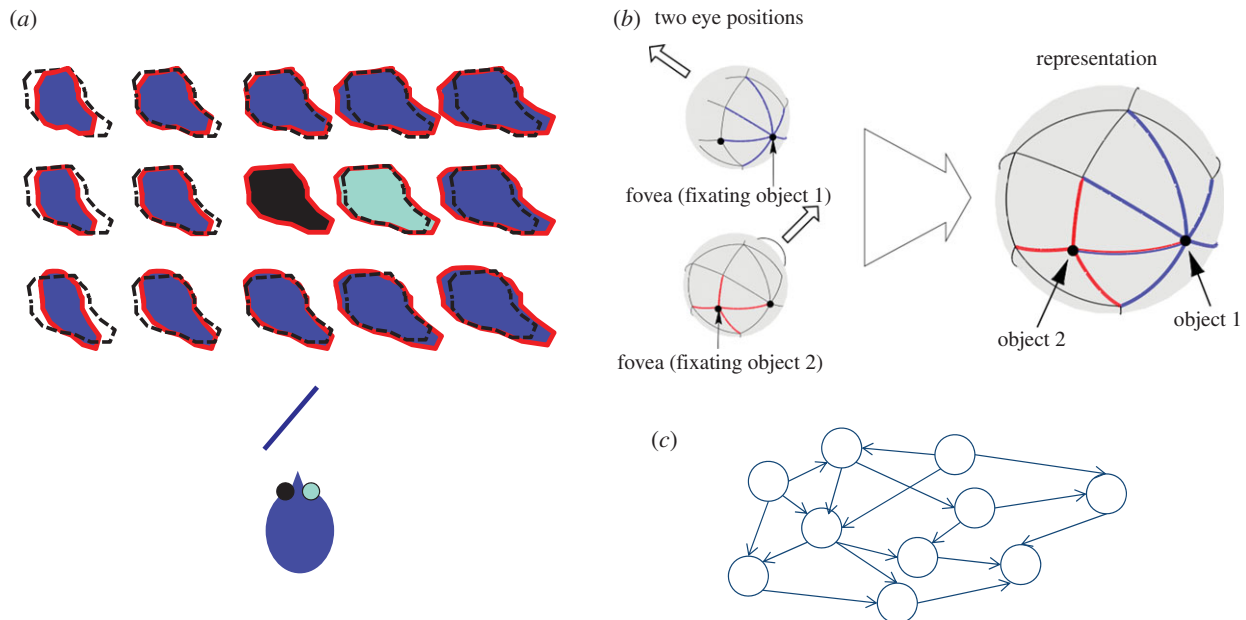 (a)
(b) two eye positions
fovea (fixating object 1)
fovea (fixating object 2)
representation
object 2
object 1
(c)